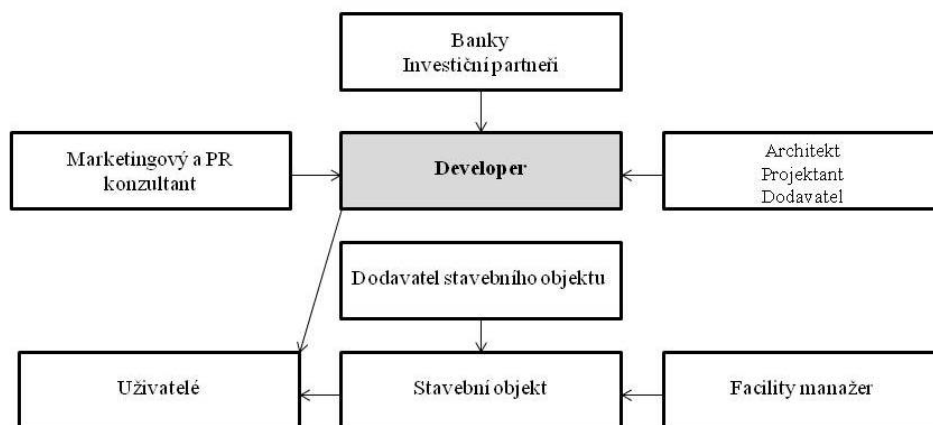 Banky
Investiční partneři
Marketingový a PR
konzultant
Developer
Architekt
Projektant
Dodavatel
Dodavatel stavebního objektu
Uživatelé
Stavební objekt
Facility manažer